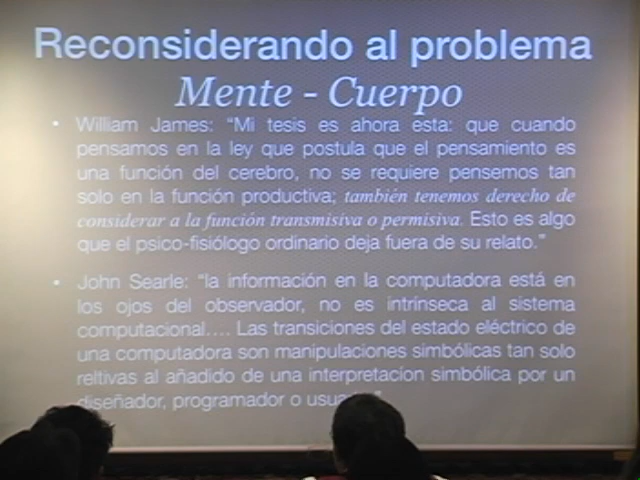 Reconsiderando al problema
Mente - Cuerpo
• William James: “Mi tesis es ahora esta: que cuando
pensamos en la ley que postula que el pensamiento es
una función del cerebro, no se requiere pensemos tan
solo en la función productiva; también tenemos derecho de
considerar a la función transmisiva o permisiva. Esto es algo
que el psico-fisiólogo ordinario deja fuera de su relato.”
• John Searle: “la información en la computadora está en
los ojos del observador, no es intrínseca al sistema
computacional.... Las transiciones del estado eléctrico de
una computadora son manipulaciones simbólicas tan solo
reltivas al añadido de una interpretacion simbólica por un
diseñador, programador o